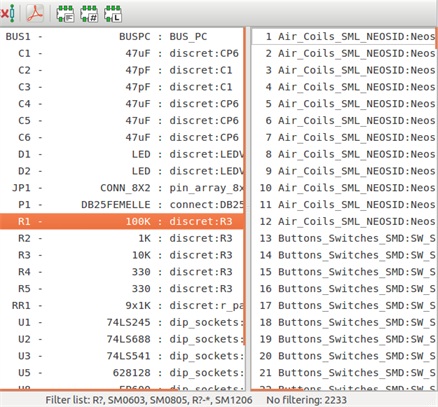 BUS1 - BUSPC : BUS_PC
C1 - 47uF : discret:CP6
C2 - 47pF : discret:C1
C3 - 47pF : discret:C1
C4 - 47uF : discret:CP6
C5 - 47uF : discret:CP6
C6 - 47uF : discret:CP6
D1 - LED : discret:LEDV
D2 - LED : discret:LEDV
JP1 - CONN_8X2 : pin_array_8x
P1 - DB25FEMELLE : connect:DB25
R1 - 100K : discret:R3
R2 - 1K : discret:R3
R3 - 10K : discret:R3
R4 - 330 : discret:R3
R5 - 330 : discret:R3
RR1 - 9x1K : discret:r_pa
U1 - 74LS245 : dip_sockets:
U2 - 74LS688 : dip_sockets:
U3 - 74LS541 : dip_sockets:
U5 - 628128 : dip_sockets:
U8 - EP600 : dip_sockets:
1 Air_Coils_SML_NEOSID:Neos
2 Air_Coils_SML_NEOSID:Neos
3 Air_Coils_SML_NEOSID:Neos
4 Air_Coils_SML_NEOSID:Neos
5 Air_Coils_SML_NEOSID:Neos
6 Air_Coils_SML_NEOSID:Neos
7 Air_Coils_SML_NEOSID:Neos
8 Air_Coils_SML_NEOSID:Neos
9 Air_Coils_SML_NEOSID:Neos
10 Air_Coils_SML_NEOSID:Neos
11 Air_Coils_SML_NEOSID:Neos
12 Air_Coils_SML_NEOSID:Neos
13 Buttons_Switches_SMD:SW_S
14 Buttons_Switches_SMD:SW_S
15 Buttons_Switches_SMD:SW_S
16 Buttons_Switches_SMD:SW_S
17 Buttons_Switches_SMD:SW_S
18 Buttons_Switches_SMD:SW_S
19 Buttons_Switches_SMD:SW_S
20 Buttons_Switches_SMD:SW_S
21 Buttons_Switches_SMD:SW_S
22 Buttons_Switches_SMD:SW_S
Filter list: R?, SM0603, SM0805, R?-*, SM1206 No filtering: 2233